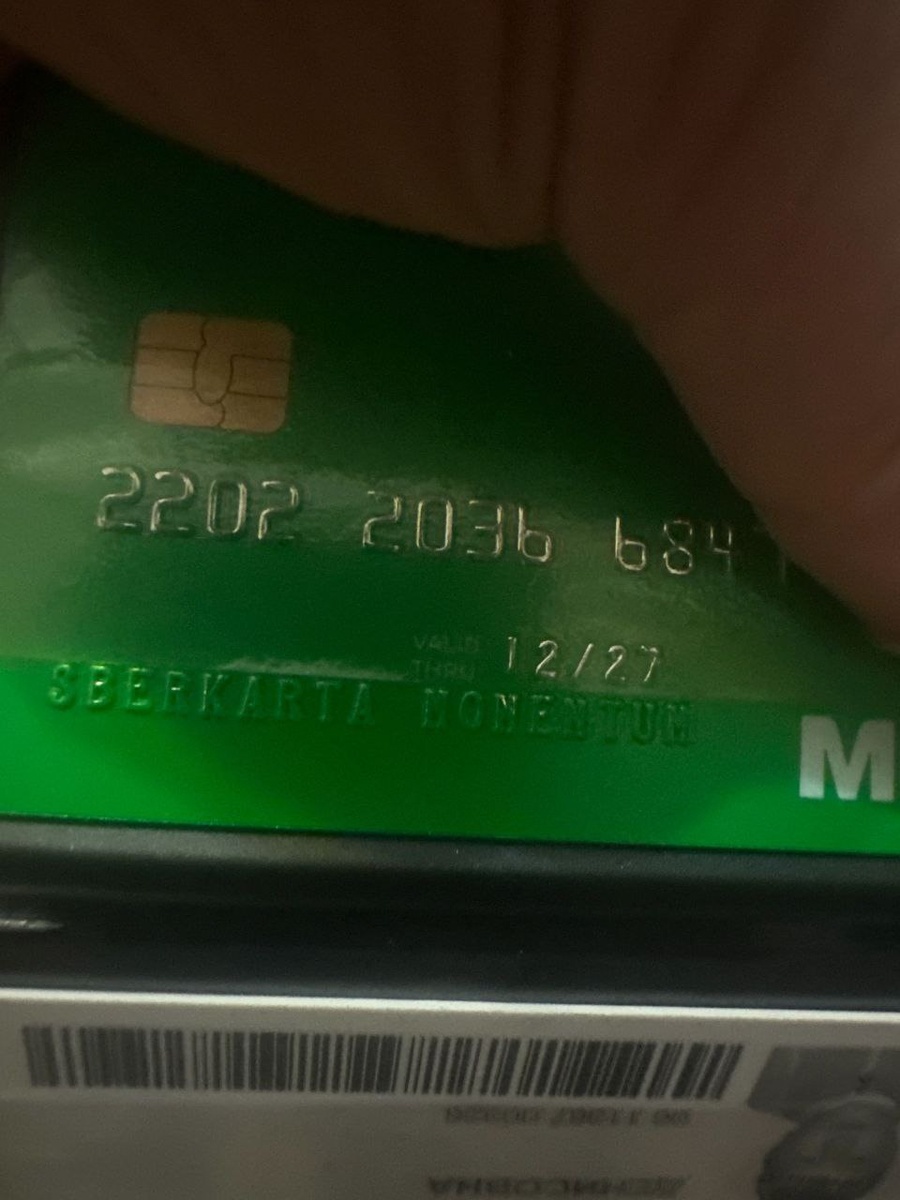 2202 2036 684
VALID
THRU 12/27
SBERKARTA MOMENTUM
M